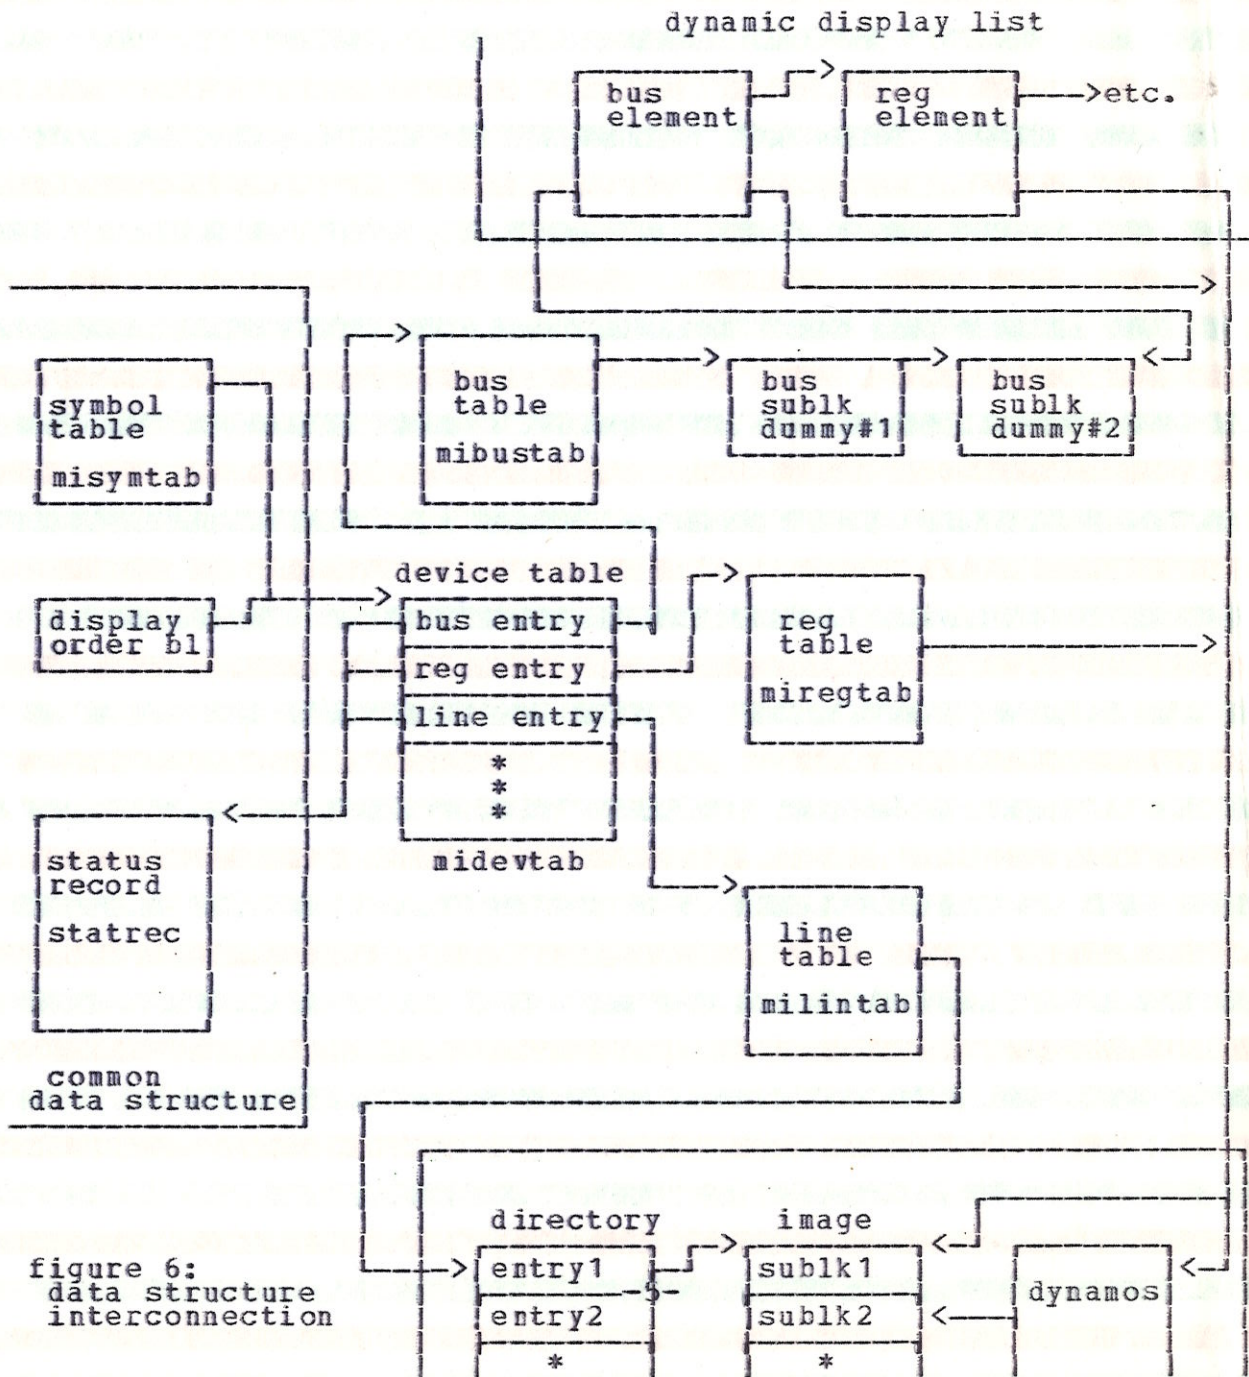 dynamic display list
bus
element
reg
element
etc.
symbol
table
misymtab
bus
table
mibustab
bus
sublk
dummy#1
bus
sublk
dummy#2
display
order bl
device table
bus entry
reg entry
line entry
*
*
*
midevtab
reg
table
miregtab
status
record
statrec
line
table
milintab
common
data structure
directory
entry1
entry2
*
image
sublk1
sublk2
*
dynamos
figure 6:
data structure
interconnection